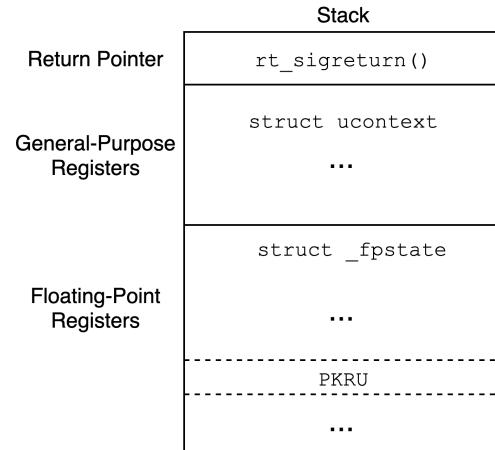 Stack
Return Pointer
rt_sigreturn()
General-Purpose
Registers
struct ucontext
...
Floating-Point
Registers
struct _fpstate
...
PKRU
...